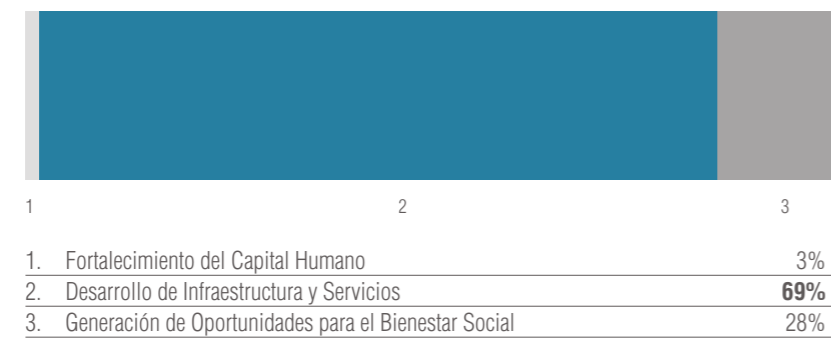 1 2 3
1. Fortalecimiento del Capital Humano 3%
2. Desarrollo de Infraestructura y Servicios 69%
3. Generación de Oportunidades para el Bienestar Social 28%